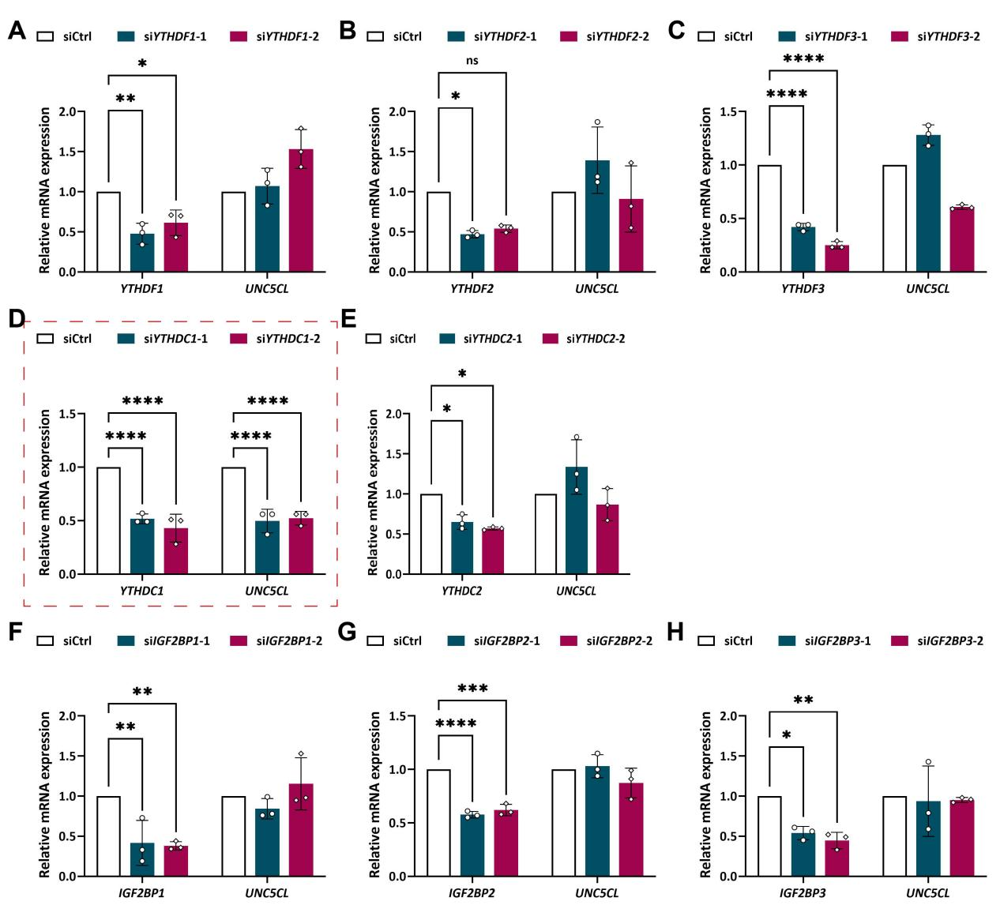 A
siCtrl siYTHDF1-1 siYTHDF1-2
*
**
Relative mRNA expression
2.0
1.5
1.0
0.5
0.0
YTHDF1 UNC5CL
B
siCtrl siYTHDF2-1 siYTHDF2-2
ns
*
Relative mRNA expression
2.0
1.5
1.0
0.5
0.0
YTHDF2 UNC5CL
C
siCtrl siYTHDF3-1 siYTHDF3-2
****
****
Relative mRNA expression
1.5
1.0
0.5
0.0
YTHDF3 UNC5CL
D
siCtrl siYTHDC1-1 siYTHDC1-2
**** ****
**** ****
Relative mRNA expression
1.5
1.0
0.5
0.0
YTHDC1 UNC5CL
E
siCtrl siYTHDC2-1 siYTHDC2-2
*
*
Relative mRNA expression
2.0
1.5
1.0
0.5
0.0
YTHDC2 UNC5CL
F
siCtrl siIGF2BP1-1 siIGF2BP1-2
**
**
Relative mRNA expression
2.0
1.5
1.0
0.5
0.0
IGF2BP1 UNC5CL
G
siCtrl siIGF2BP2-1 siIGF2BP2-2
***
****
Relative mRNA expression
1.5
1.0
0.5
0.0
IGF2BP2 UNC5CL
H
siCtrl siIGF2BP3-1 siIGF2BP3-2
**
*
Relative mRNA expression
2.0
1.5
1.0
0.5
0.0
IGF2BP3 UNC5CL